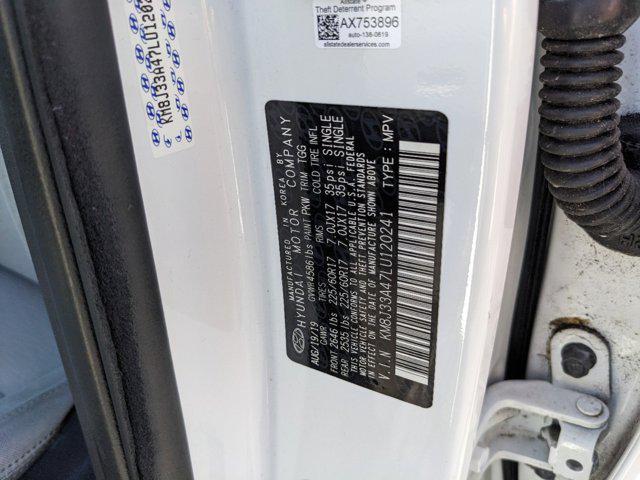 Allstate
Theft Deterrent Program
AX753896
auto-138-0619
allstatedealerservices.com
KM8J33A47LU1202
MANUFACTURED IN KOREA BY
HYUNDAI MOTOR COMPANY
AUG/19/19 GVWR 4586 lbs PAINT PKW TRIM TGG
GAWR TIRES RIMS COLD TIRE INFL
FRONT 2646 lbs 225/60R17 7.0JX17 35psi SINGLE
REAR 2535 lbs 225/60R17 7.0JX17 35psi SINGLE
THIS VEHICLE CONFORMS TO ALL APPLICABLE U.S.A. FEDERAL
MOTOR VEHICLE SAFETY AND THEFT PREVENTION STANDARDS
IN EFFECT ON THE DATE OF MANUFACTURE SHOWN ABOVE.
V.I.N KM8J33A47LU120241 TYPE : MPV